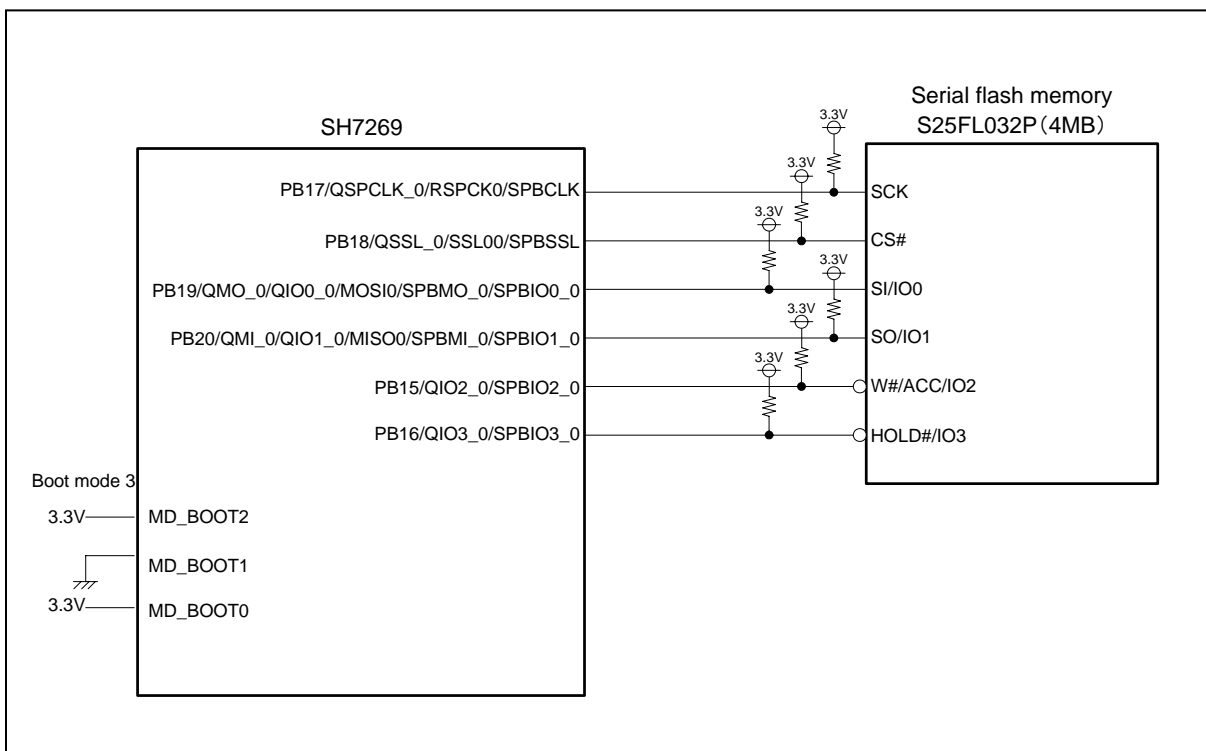 Serial flash memory
S25FL032P（4MB）
SH7269
3.3V
3.3V
3.3V
3.3V
3.3V
3.3V
PB17/QSPCLK_0/RSPCK0/SPBCLK
SCK
PB18/QSSL_0/SSL00/SPBSSL
CS#
PB19/QMO_0/QIO0_0/MOSI0/SPBMO_0/SPBIO0_0
SI/IO0
PB20/QMI_0/QIO1_0/MISO0/SPBMI_0/SPBIO1_0
SO/IO1
PB15/QIO2_0/SPBIO2_0
W#/ACC/IO2
PB16/QIO3_0/SPBIO3_0
HOLD#/IO3
Boot mode 3
3.3V
MD_BOOT2
MD_BOOT1
3.3V
MD_BOOT0